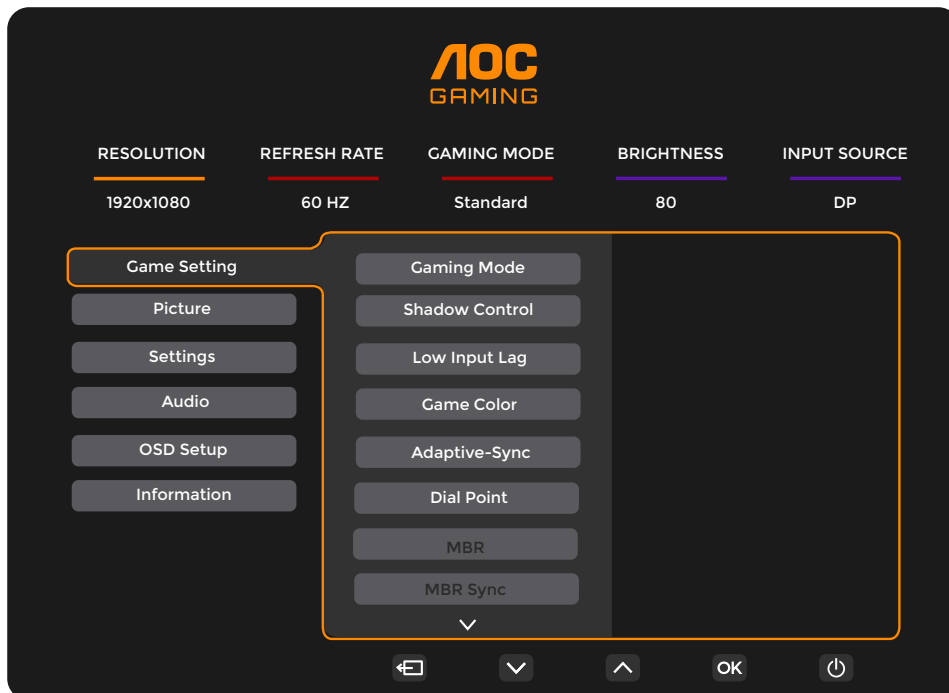 AOC
GAMING
RESOLUTION REFRESH RATE GAMING MODE BRIGHTNESS INPUT SOURCE
1920x1080 60 HZ Standard 80 DP
Game Setting
Picture
Settings
Audio
OSD Setup
Information
Gaming Mode
Shadow Control
Low Input Lag
Game Color
Adaptive-Sync
Dial Point
MBR
MBR Sync
OK